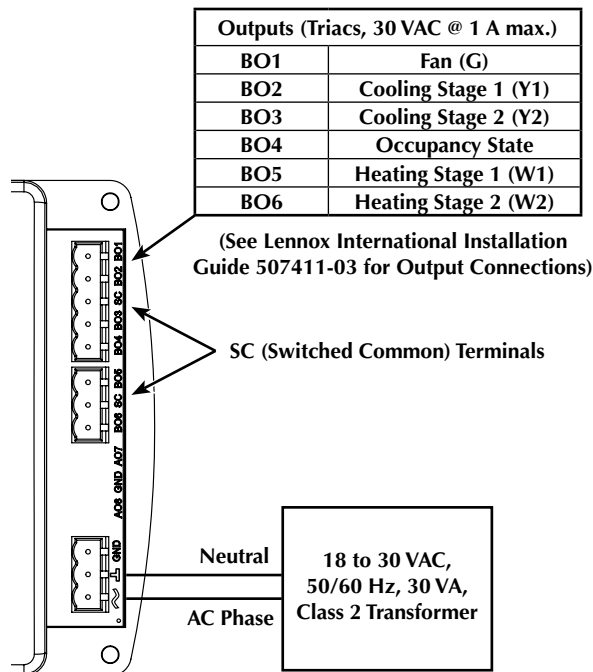 Outputs (Triacs, 30 VAC @ 1 A max.)
BO1 Fan (G)
BO2 Cooling Stage 1 (Y1)
BO3 Cooling Stage 2 (Y2)
BO4 Occupancy State
BO5 Heating Stage 1 (W1)
BO6 Heating Stage 2 (W2)
(See Lennox International Installation
Guide 507411-03 for Output Connections)
BO4 BO3 SC BO2 BO1
SC (Switched Common) Terminals
BO6 SC BO5
AO8 GND AO7
GND
Neutral
AC Phase
18 to 30 VAC,
50/60 Hz, 30 VA,
Class 2 Transformer